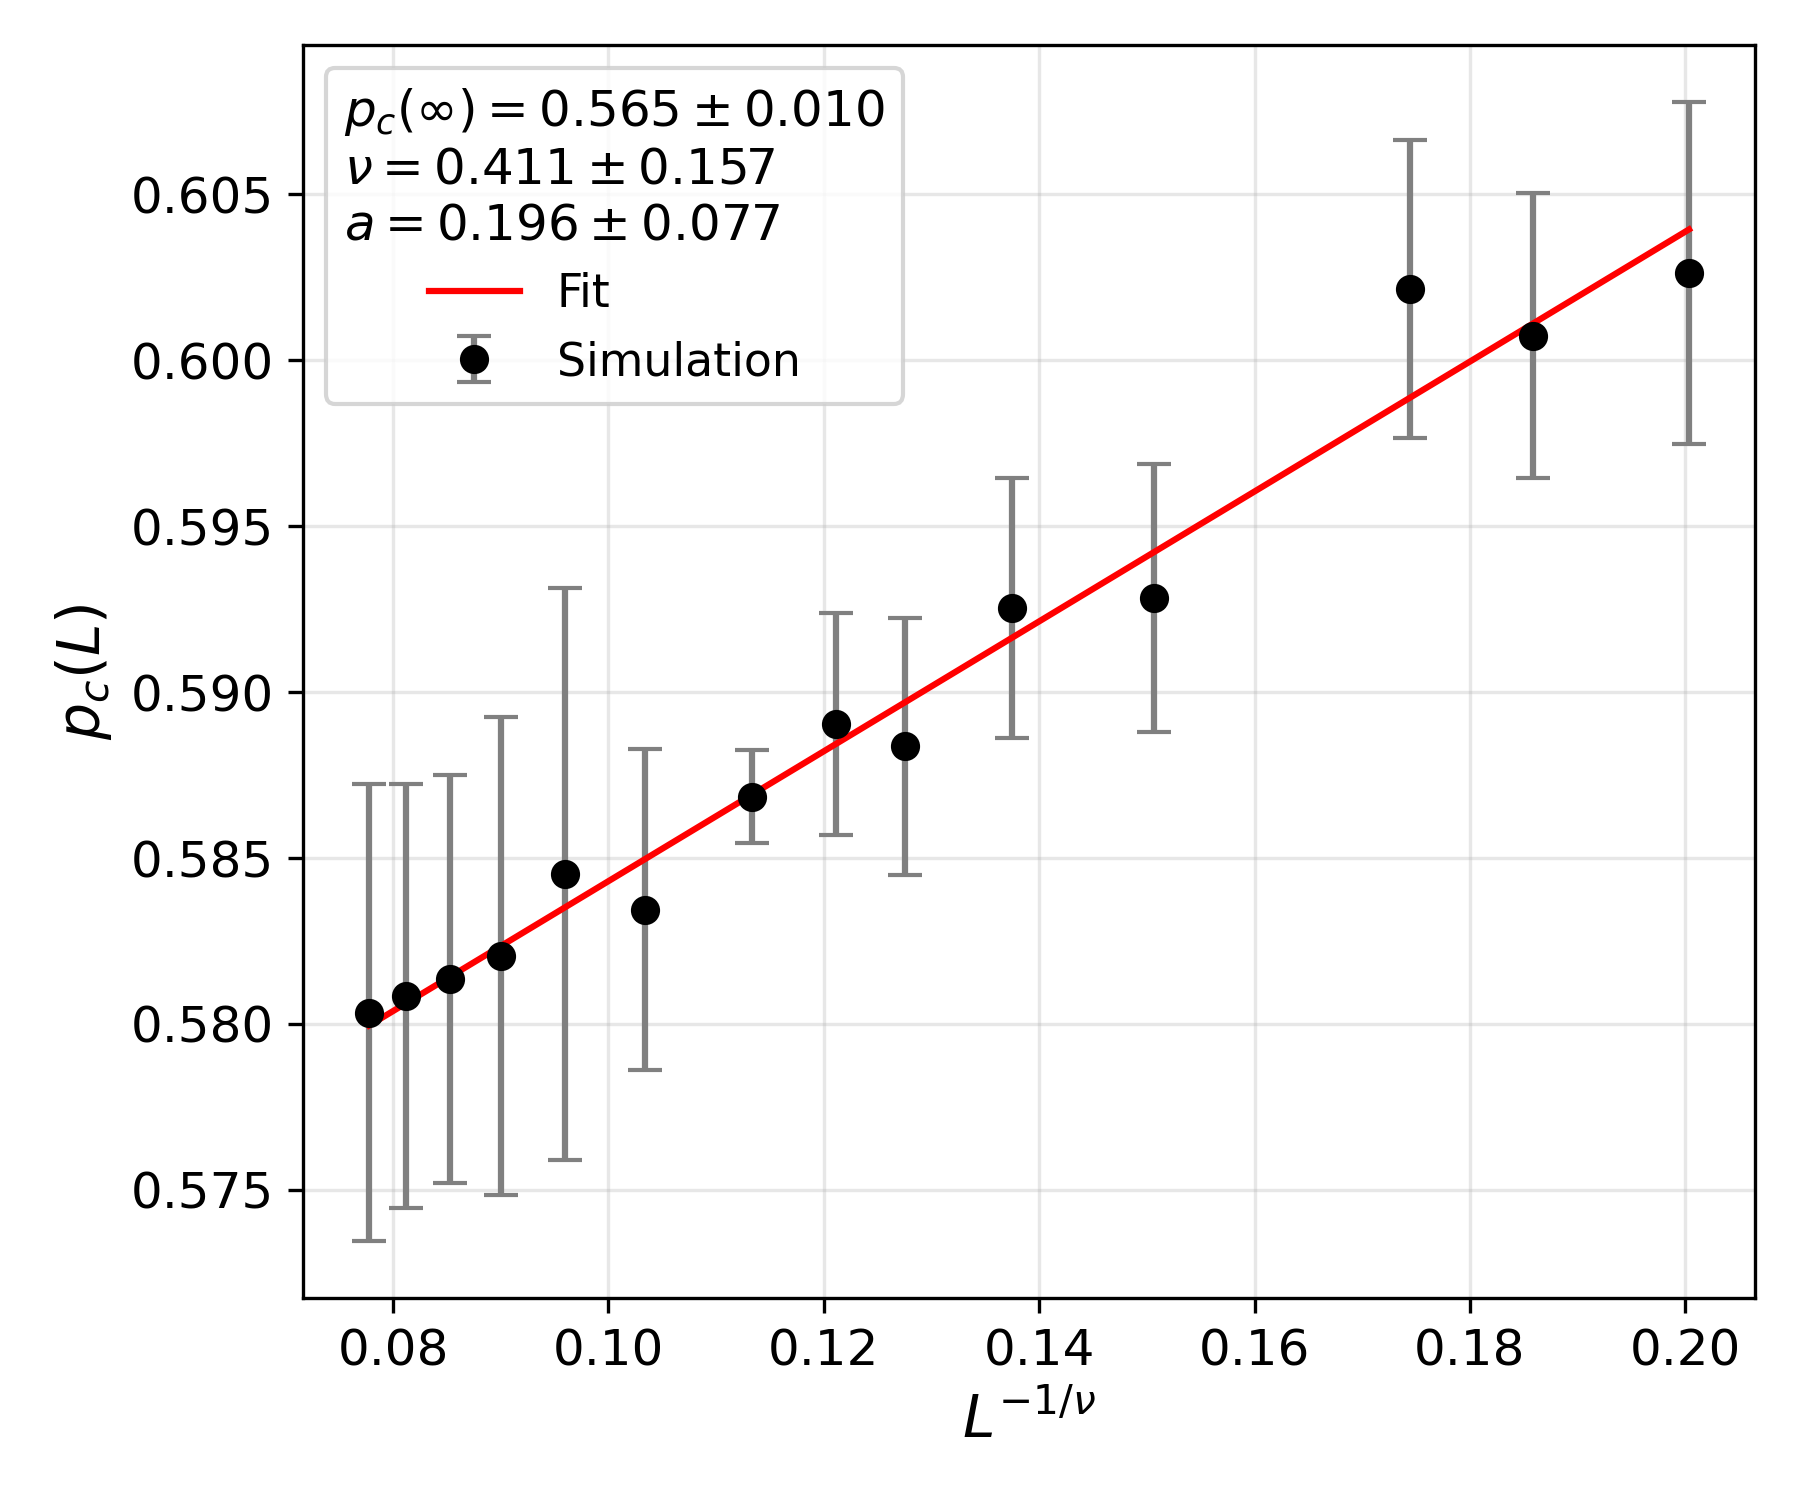 p_c(∞) = 0.565 ± 0.010
ν = 0.411 ± 0.157
a = 0.196 ± 0.077
Fit
Simulation
p_c(L)
0.605
0.600
0.595
0.590
0.585
0.580
0.575
0.08 0.10 0.12 0.14 0.16 0.18 0.20
L^{−1/ν}